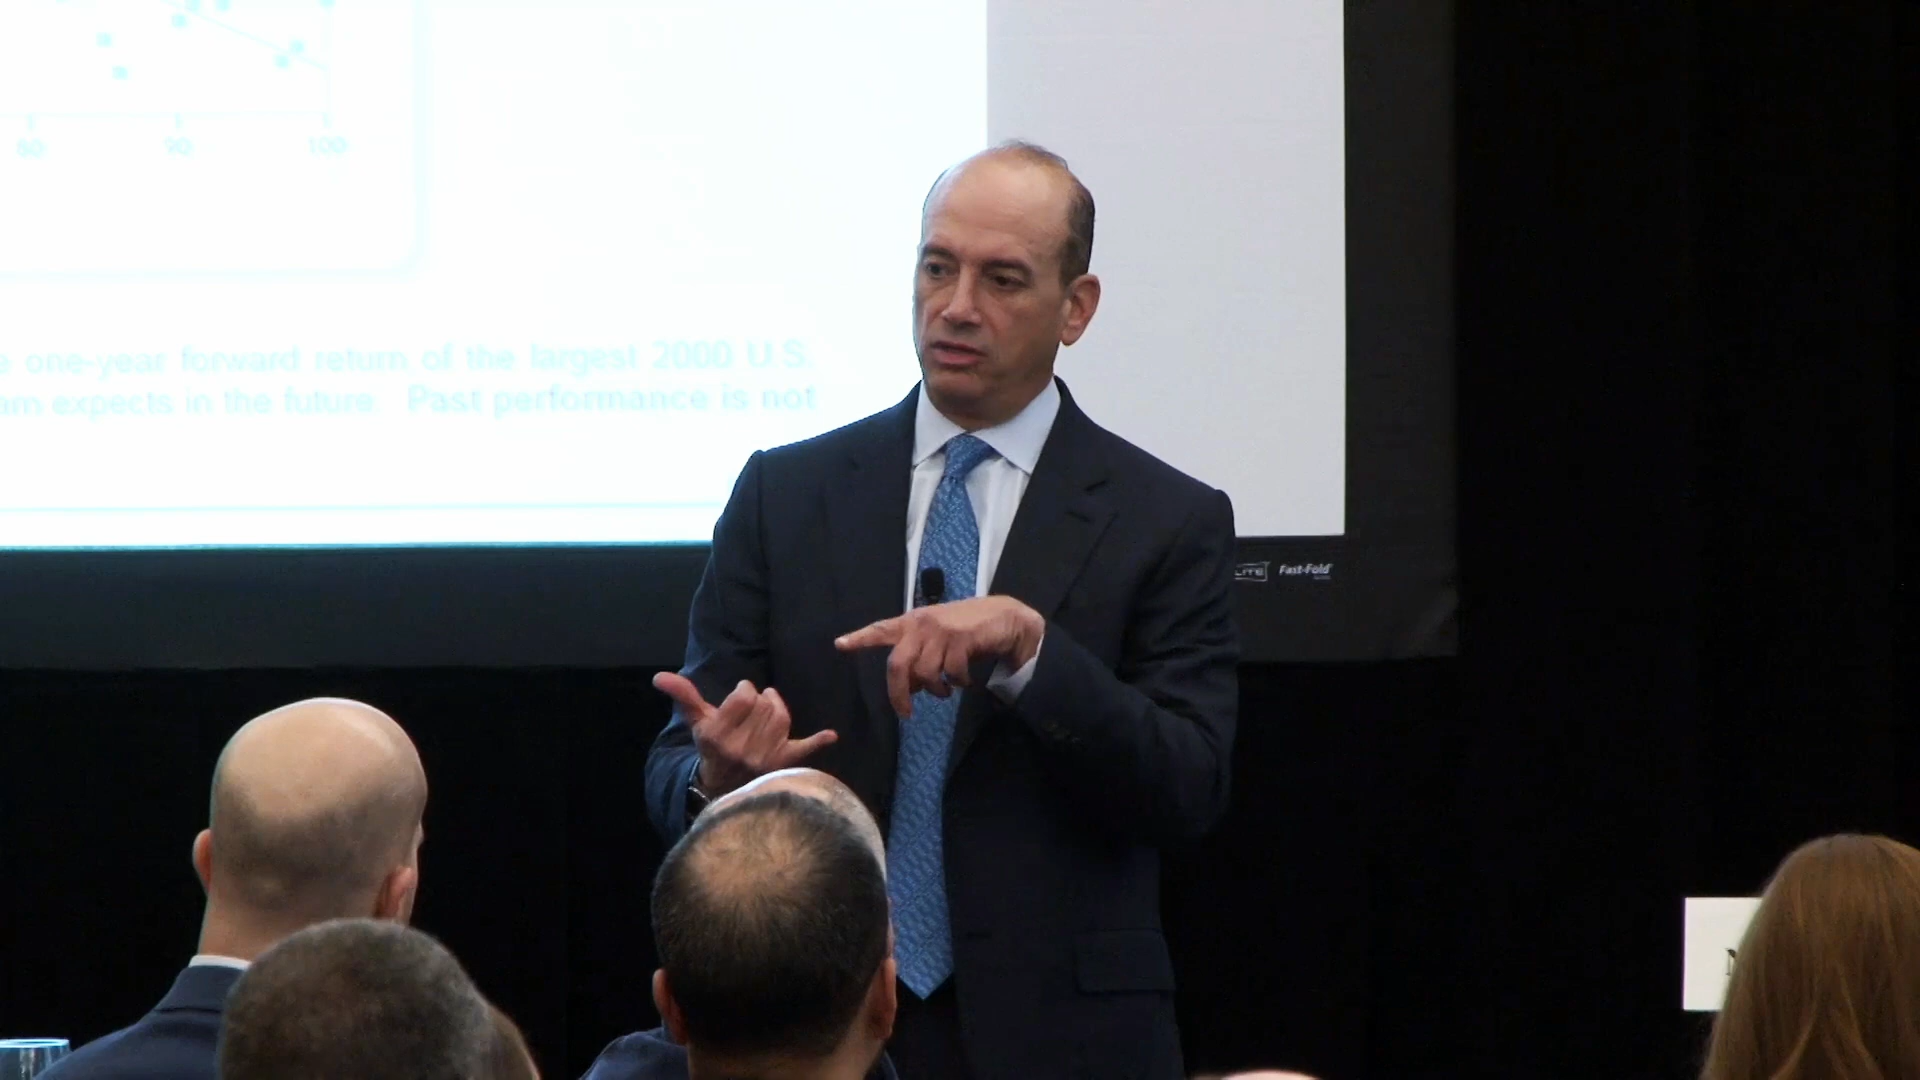 80 90 100
one-year forward return of the largest 2000 U.S.
expects in the future. Past performance is not
Fast-Fold